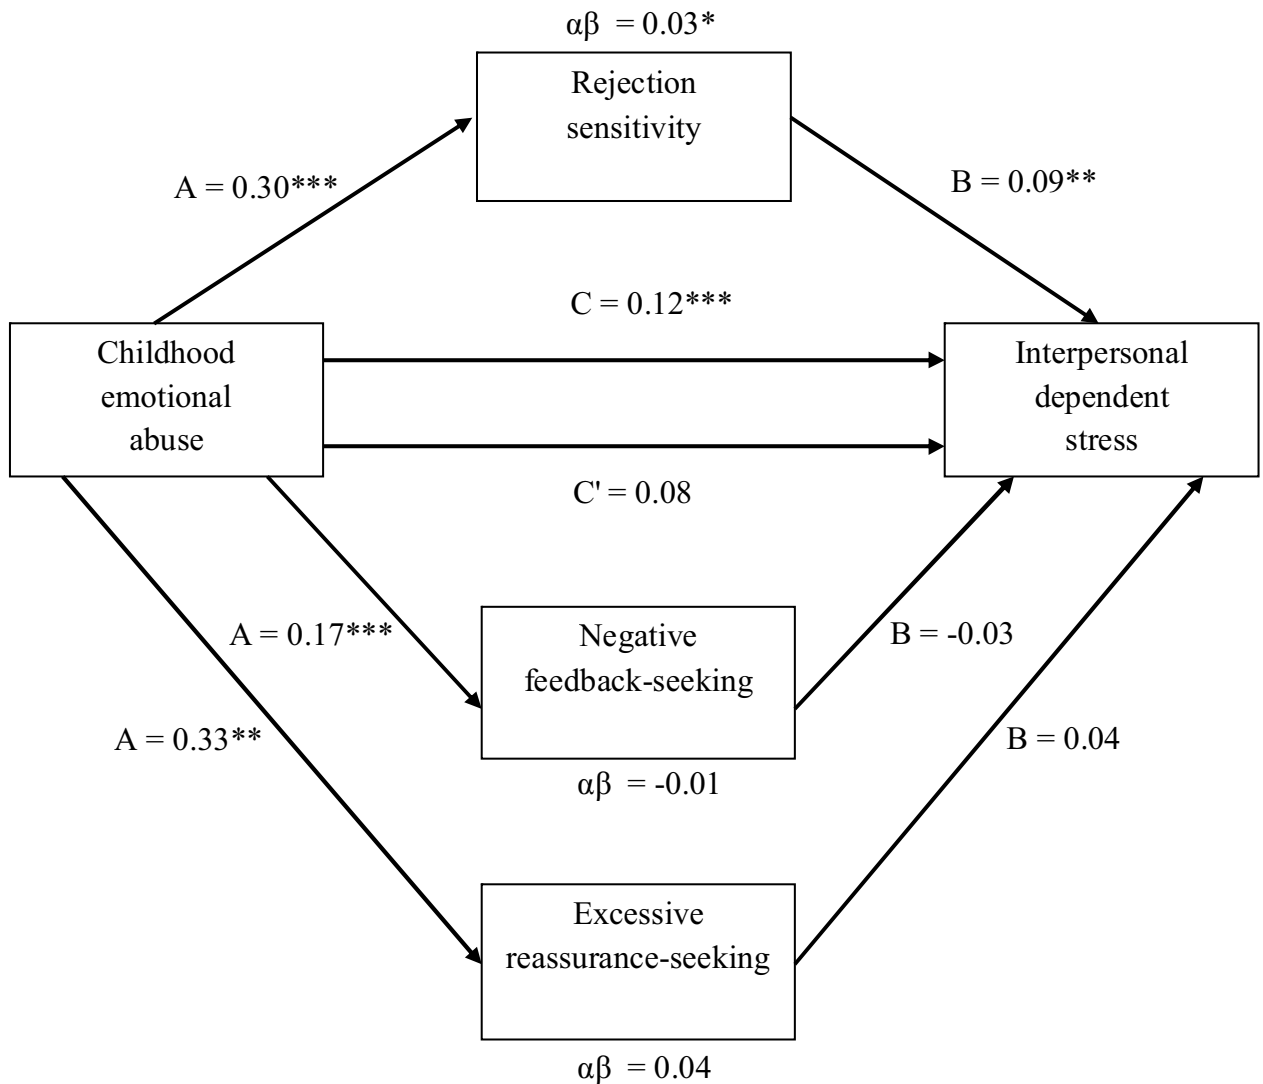 αβ = 0.03*
Rejection
sensitivity
A = 0.30***
B = 0.09**
C = 0.12***
Childhood
emotional
abuse
Interpersonal
dependent
stress
C' = 0.08
A = 0.17***
Negative
feedback-seeking
B = -0.03
A = 0.33**
B = 0.04
αβ = -0.01
Excessive
reassurance-seeking
αβ = 0.04